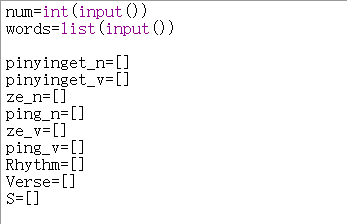 num=int(input())
words=list(input())
pinyinget_n=[]
pinyinget_v=[]
ze_n=[]
ping_n=[]
ze_v=[]
ping_v=[]
Rhythm=[]
Verse=[]
S=[]